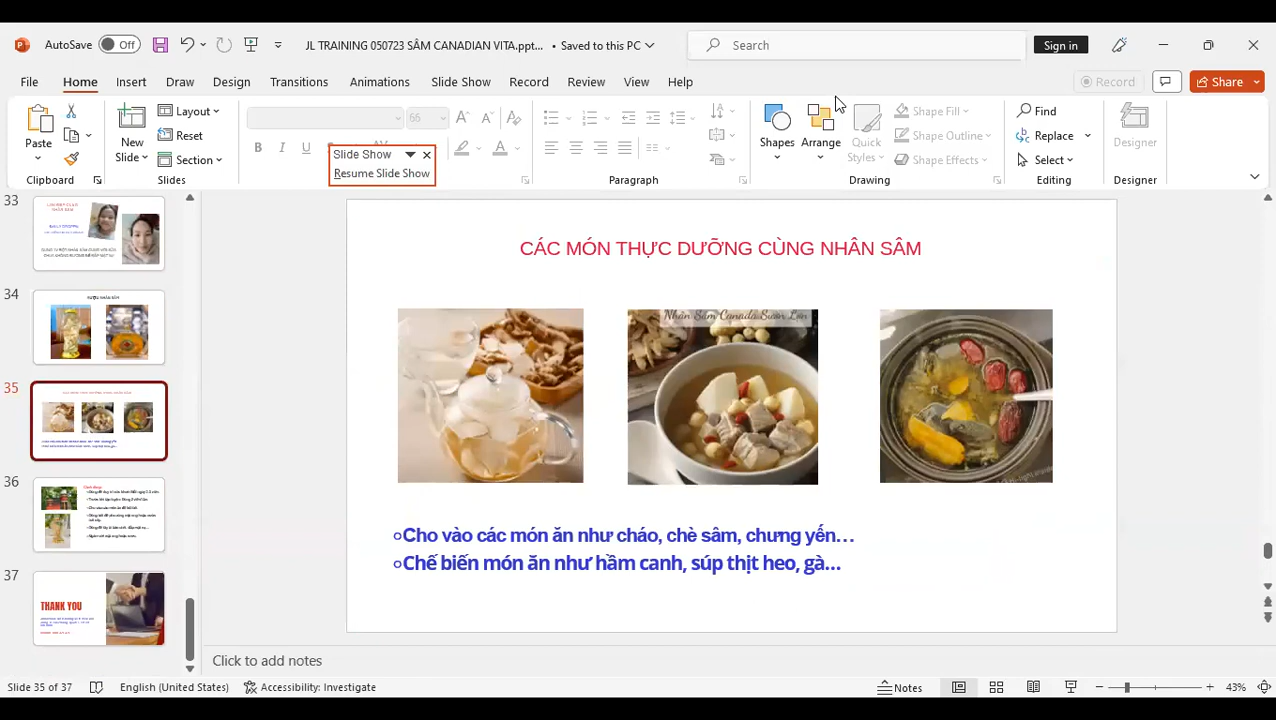 AutoSave Off
JL TRAINING 050723 SÂM CANADIAN VITA.ppt... • Saved to this PC
Search
Sign in
File Home Insert Draw Design Transitions Animations Slide Show Record Review View Help
Record
Share
Paste
New
Slide
Layout
Reset
Section
66
Slide Show
Resume Slide Show
Shapes
Arrange
Quick
Styles
Shape Fill
Shape Outline
Shape Effects
Find
Replace
Select
Designer
Clipboard
Slides
Paragraph
Drawing
Editing
Designer
33
34
35
36
37
THANK YOU
CÁC MÓN THỰC DƯỠNG CÙNG NHÂN SÂM
Nhân Sâm Canada Sườn Lợn
Cho vào các món ăn như cháo, chè sâm, chưng yến…
Chế biến món ăn như hầm canh, súp thịt heo, gà…
Click to add notes
Slide 35 of 37
English (United States)
Accessibility: Investigate
Notes
43%